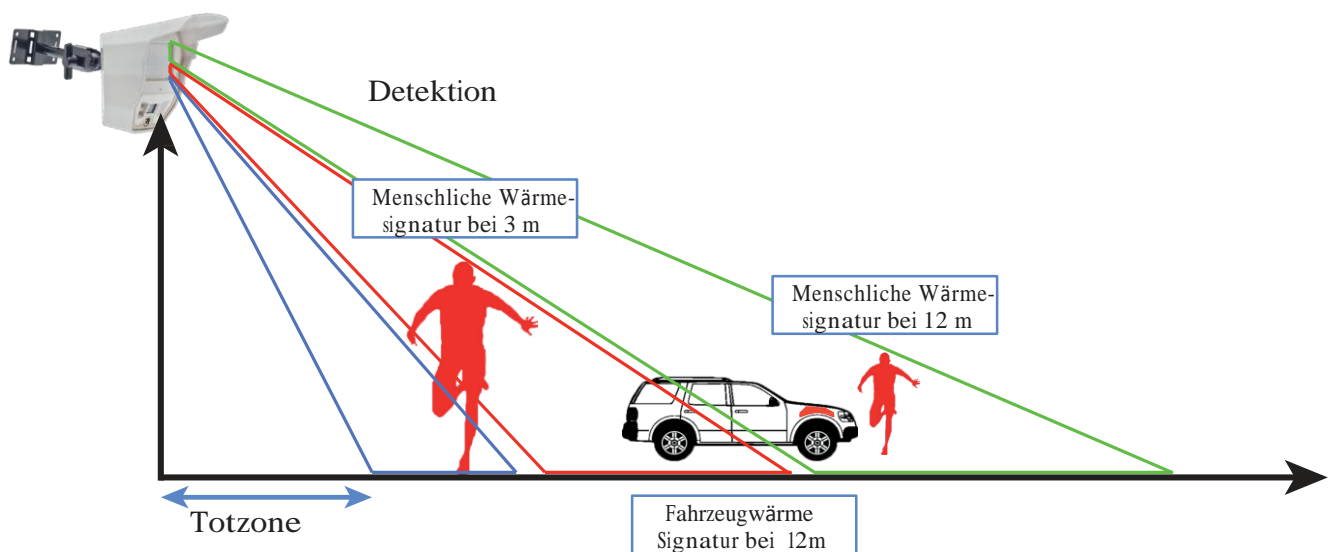 Detektion
Menschliche Wärme-
signatur bei 3 m
Menschliche Wärme-
signatur bei 12 m
Totzone
Fahrzeugwärme
Signatur bei 12m